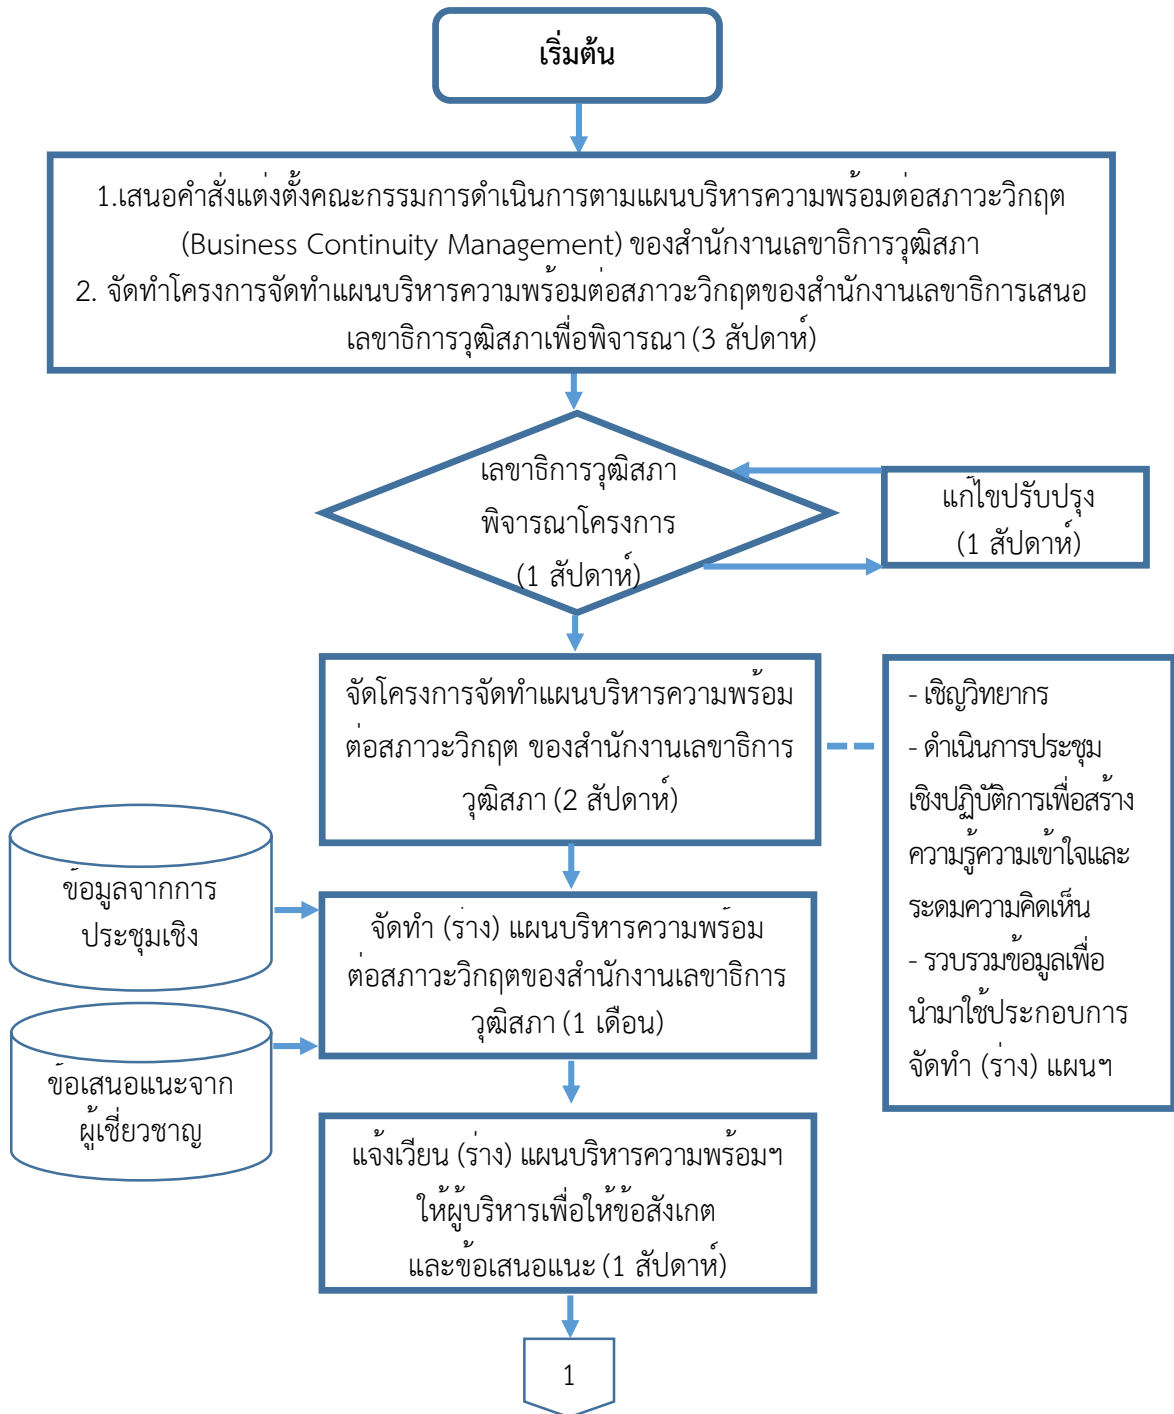 เริ่มต้น
1.เสนอคำสั่งแต่งตั้งคณะกรรมการดำเนินการตามแผนบริหารความพร้อมต่อสภาวะวิกฤต
(Business Continuity Management) ของสำนักงานเลขาธิการวุฒิสภา
2. จัดทำโครงการจัดทำแผนบริหารความพร้อมต่อสภาวะวิกฤตของสำนักงานเลขาธิการเสนอ
เลขาธิการวุฒิสภาเพื่อพิจารณา (3 สัปดาห์)
เลขาธิการวุฒิสภา
พิจารณาโครงการ
(1 สัปดาห์)
แก้ไขปรับปรุง
(1 สัปดาห์)
จัดโครงการจัดทำแผนบริหารความพร้อม
ต่อสภาวะวิกฤต ของสำนักงานเลขาธิการ
วุฒิสภา (2 สัปดาห์)
- เชิญวิทยากร
- ดำเนินการประชุม
เชิงปฏิบัติการเพื่อสร้าง
ความรู้ความเข้าใจและ
ระดมความคิดเห็น
- รวบรวมข้อมูลเพื่อ
นำมาใช้ประกอบการ
จัดทำ (ร่าง) แผนฯ
ข้อมูลจากการ
ประชุมเชิง
จัดทำ (ร่าง) แผนบริหารความพร้อม
ต่อสภาวะวิกฤตของสำนักงานเลขาธิการ
วุฒิสภา (1 เดือน)
ข้อเสนอแนะจาก
ผู้เชี่ยวชาญ
แจ้งเวียน (ร่าง) แผนบริหารความพร้อมฯ
ให้ผู้บริหารเพื่อให้ข้อสังเกต
และข้อเสนอแนะ (1 สัปดาห์)
1